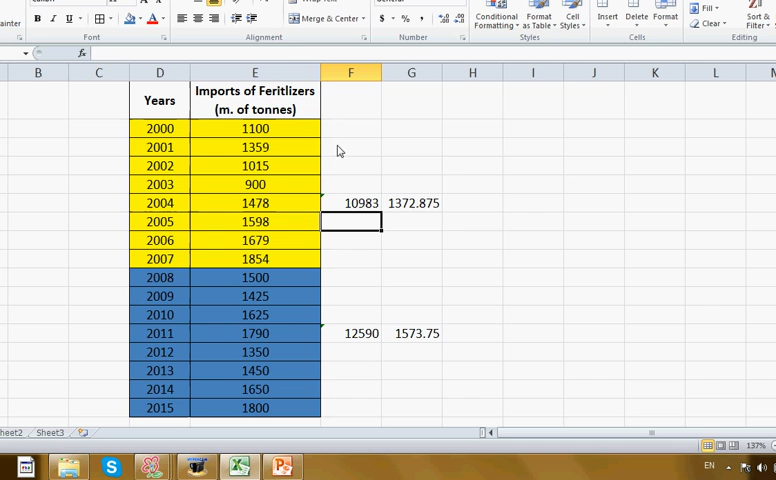 ainter
B I U
Font
Alignment
Merge & Center
$ % ,
Conditional Formatting
Format as Table
Cell Styles
Styles
Insert Delete Format
Cells
Fill
Clear
Sort & Filter
Editing
fx
B C D E F G H I J K L
Years Imports of Feritlizers
(m. of tonnes)
2000 1100
2001 1359
2002 1015
2003 900
2004 1478 10983 1372.875
2005 1598
2006 1679
2007 1854
2008 1500
2009 1425
2010 1625
2011 1790 12590 1573.75
2012 1350
2013 1450
2014 1650
2015 1800
heet2 Sheet3
137%
EN